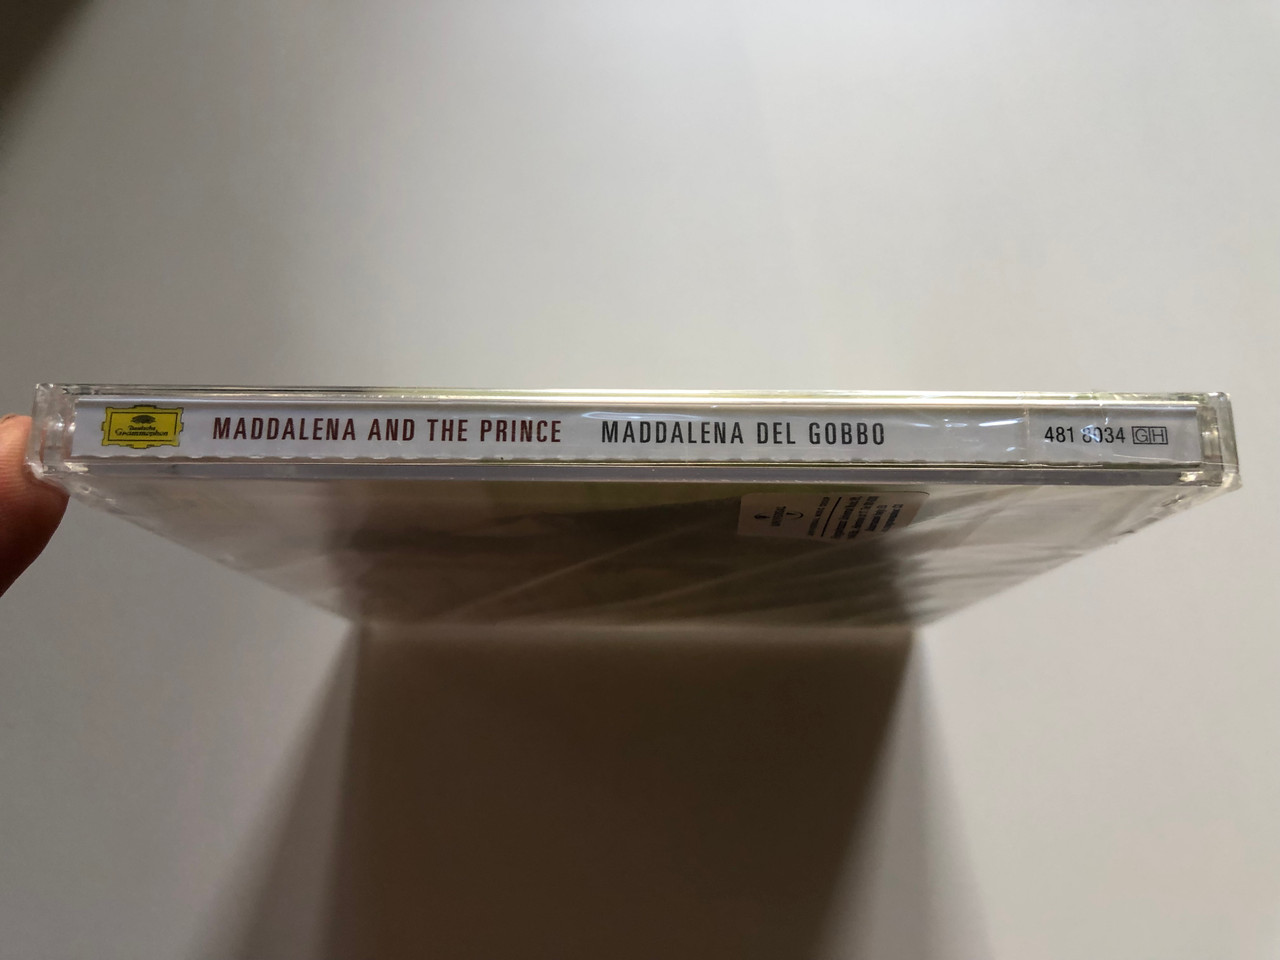 Deutsche
Grammophon
MADDALENA AND THE PRINCE MADDALENA DEL GOBBO 481 8034 GH